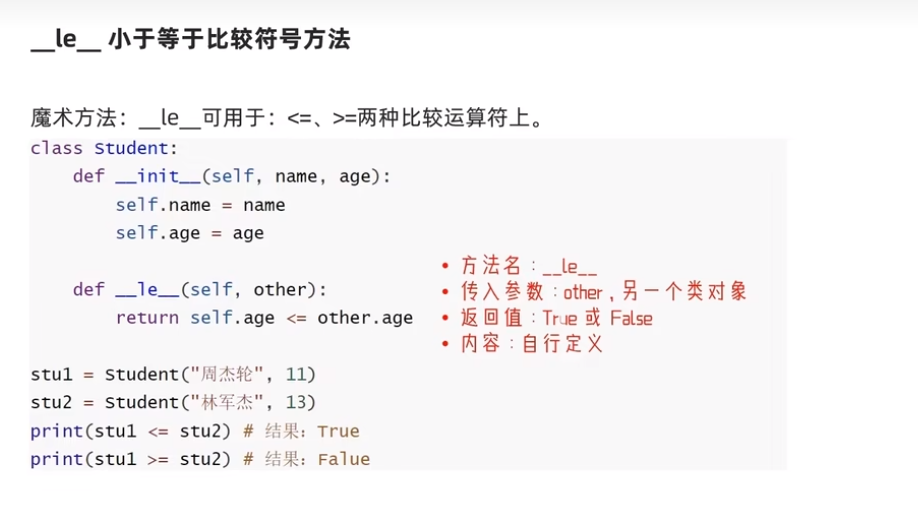 __le__ 小于等于比较符号方法
魔术方法：__le__可用于：<=、>=两种比较运算符上。
class Student:
    def __init__(self, name, age):
        self.name = name
        self.age = age
    def __le__(self, other):
        return self.age <= other.age
• 方法名：__le__
• 传入参数：other，另一个类对象
• 返回值：True 或 False
• 内容：自行定义
stu1 = Student("周杰轮", 11)
stu2 = Student("林军杰", 13)
print(stu1 <= stu2) # 结果：True
print(stu1 >= stu2) # 结果：Falue